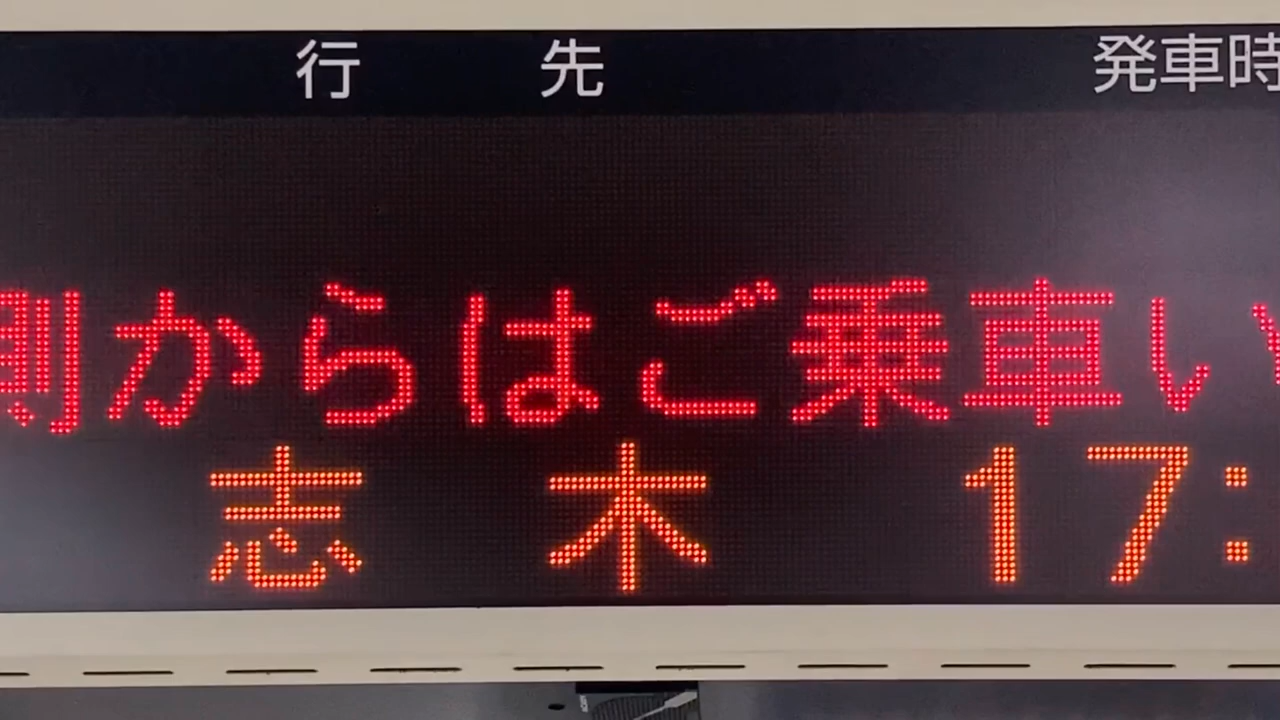 行先 発車時
側からはご乗車い
志木 17: